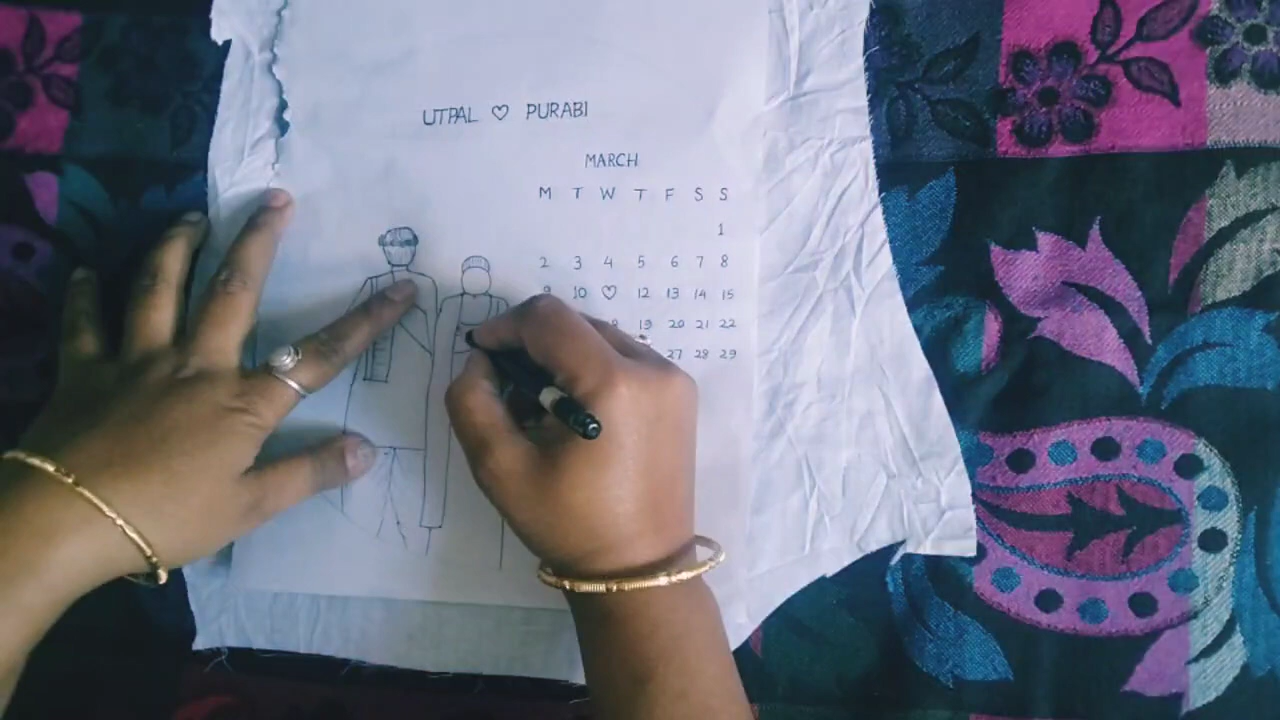 UTPAL ♡ PURABI
MARCH
M T W T F S S
1
2 3 4 5 6 7 8
9 10 ♡ 12 13 14 15
19 20 21 22
27 28 29